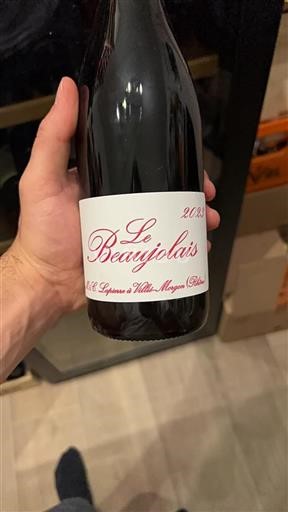 2023
Le
Beaujolais
M&C Lapierre à Villié-Morgon (Rhône)